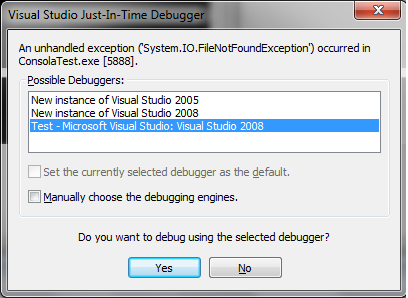 Visual Studio Just-In-Time Debugger
An unhandled exception ('System.IO.FileNotFoundException') occurred in
ConsolaTest.exe [5888].
Possible Debuggers:
New instance of Visual Studio 2005
New instance of Visual Studio 2008
Test - Microsoft Visual Studio: Visual Studio 2008
Set the currently selected debugger as the default.
Manually choose the debugging engines.
Do you want to debug using the selected debugger?
Yes
No